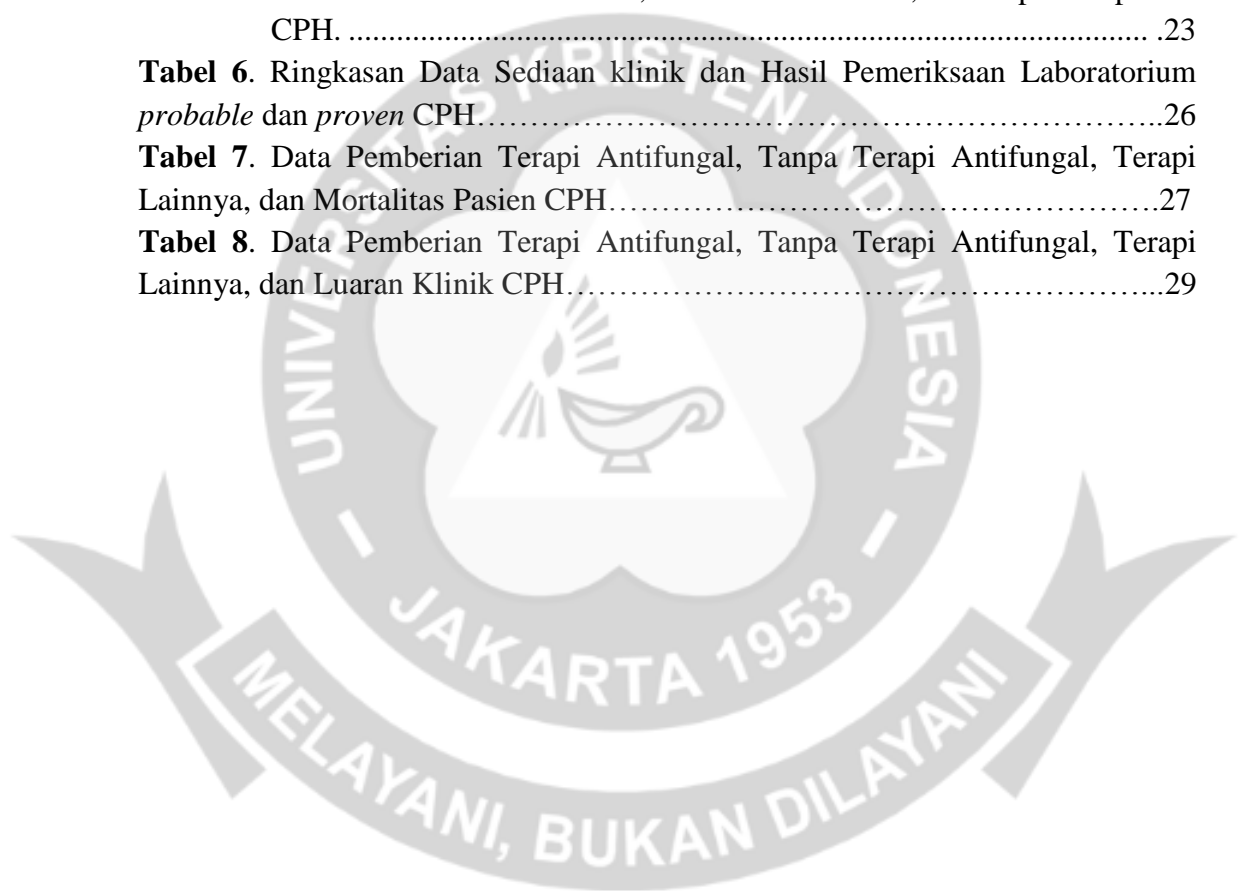 CPH. ....................................................................................................... .23
Tabel 6. Ringkasan Data Sediaan klinik dan Hasil Pemeriksaan Laboratorium
probable dan proven CPH………………………………………………………..26
Tabel 7. Data Pemberian Terapi Antifungal, Tanpa Terapi Antifungal, Terapi
Lainnya, dan Mortalitas Pasien CPH…………………………………………….27
Tabel 8. Data Pemberian Terapi Antifungal, Tanpa Terapi Antifungal, Terapi
Lainnya, dan Luaran Klinik CPH………………………………………………...29
UNIVERSITAS KRISTEN INDONESIA
- JAKARTA 1953 -
MELAYANI, BUKAN DILAYANI